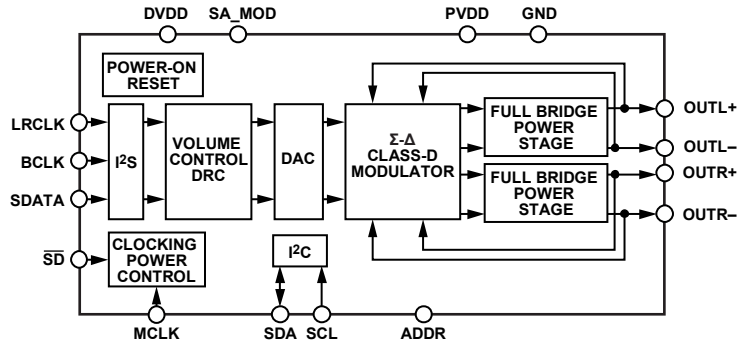 DVDD
SA_MOD
PVDD
GND
POWER-ON
RESET
LRCLK
BCLK
SDATA
I²S
VOLUME
CONTROL
DRC
DAC
Σ-Δ
CLASS-D
MODULATOR
FULL BRIDGE
POWER
STAGE
FULL BRIDGE
POWER
STAGE
OUTL+
OUTL–
OUTR+
OUTR–
S̅D̅
CLOCKING
POWER
CONTROL
I²C
MCLK
SDA
SCL
ADDR